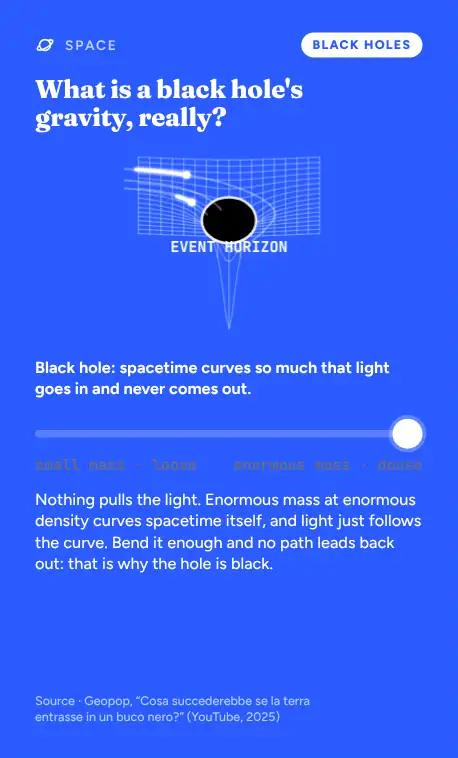 SPACE
BLACK HOLES
What is a black hole's
gravity, really?
EVENT HORIZON
Black hole: spacetime curves so much that light
goes in and never comes out.
small mass · loose
enormous mass · dense
Nothing pulls the light. Enormous mass at enormous
density curves spacetime itself, and light just follows
the curve. Bend it enough and no path leads back
out: that is why the hole is black.
Source · Geopop, “Cosa succederebbe se la terra
entrasse in un buco nero?” (YouTube, 2025)